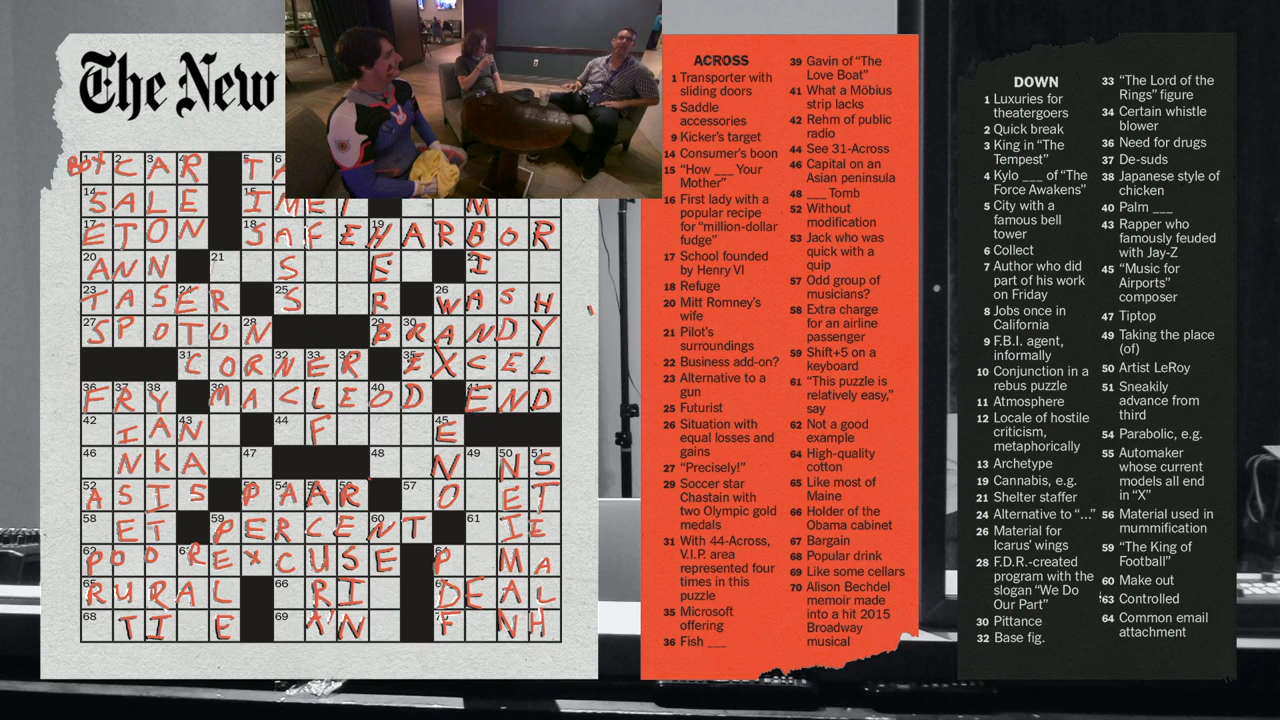 The New
BOX C A R T
S A L E I M E T M
E T O N S A F E H A R B O R
A N N S E I
T A S E R S R W A S H
S P O T O N B R A N D Y
C O R N E R E X C E L
F R Y M A C L E O D E N D
I A N F E
N K A N N S
A S I S P A A R O E T
E T P E R C E N T I E
P O O R E X C U S E P M A
R U R A L R I D E A L
T I E A N F N H
ACROSS
1 Transporter with
sliding doors
5 Saddle
accessories
9 Kicker's target
14 Consumer's boon
15 "How ___ Your
Mother"
16 First lady with a
popular recipe
for "million-dollar
fudge"
17 School founded
by Henry VI
18 Refuge
20 Mitt Romney's
wife
21 Pilot's
surroundings
22 Business add-on?
23 Alternative to a
gun
25 Futurist
26 Situation with
equal losses and
gains
27 "Precisely!"
29 Soccer star
Chastain with
two Olympic gold
medals
31 With 44-Across,
V.I.P. area
represented four
times in this
puzzle
35 Microsoft
offering
36 Fish ___
39 Gavin of "The
Love Boat"
41 What a Möbius
strip lacks
42 Rehm of public
radio
44 See 31-Across
46 Capital on an
Asian peninsula
48 ___ Tomb
52 Without
modification
53 Jack who was
quick with a
quip
57 Odd group of
musicians?
58 Extra charge
for an airline
passenger
59 Shift+5 on a
keyboard
61 "This puzzle is
relatively easy,"
say
62 Not a good
example
64 High-quality
cotton
65 Like most of
Maine
66 Holder of the
Obama cabinet
67 Bargain
68 Popular drink
69 Like some cellars
70 Alison Bechdel
memoir made
into a hit 2015
Broadway
musical
DOWN
1 Luxuries for
theatergoers
2 Quick break
3 King in "The
Tempest"
4 Kylo ___ of "The
Force Awakens"
5 City with a
famous bell
tower
6 Collect
7 Author who did
part of his work
on Friday
8 Jobs once in
California
9 F.B.I. agent,
informally
10 Conjunction in a
rebus puzzle
11 Atmosphere
12 Locale of hostile
criticism,
metaphorically
13 Archetype
19 Cannabis, e.g.
21 Shelter staffer
24 Alternative to "..."
26 Material for
Icarus' wings
28 F.D.R.-created
program with the
slogan "We Do
Our Part"
30 Pittance
32 Base fig.
33 "The Lord of the
Rings" figure
34 Certain whistle
blower
36 Need for drugs
37 De-suds
38 Japanese style of
chicken
40 Palm ___
43 Rapper who
famously feuded
with Jay-Z
45 "Music for
Airports"
composer
47 Tiptop
49 Taking the place
(of)
50 Artist LeRoy
51 Sneakily
advance from
third
54 Parabolic, e.g.
55 Automaker
whose current
models all end
in "X"
56 Material used in
mummification
59 "The King of
Football"
60 Make out
63 Controlled
64 Common email
attachment